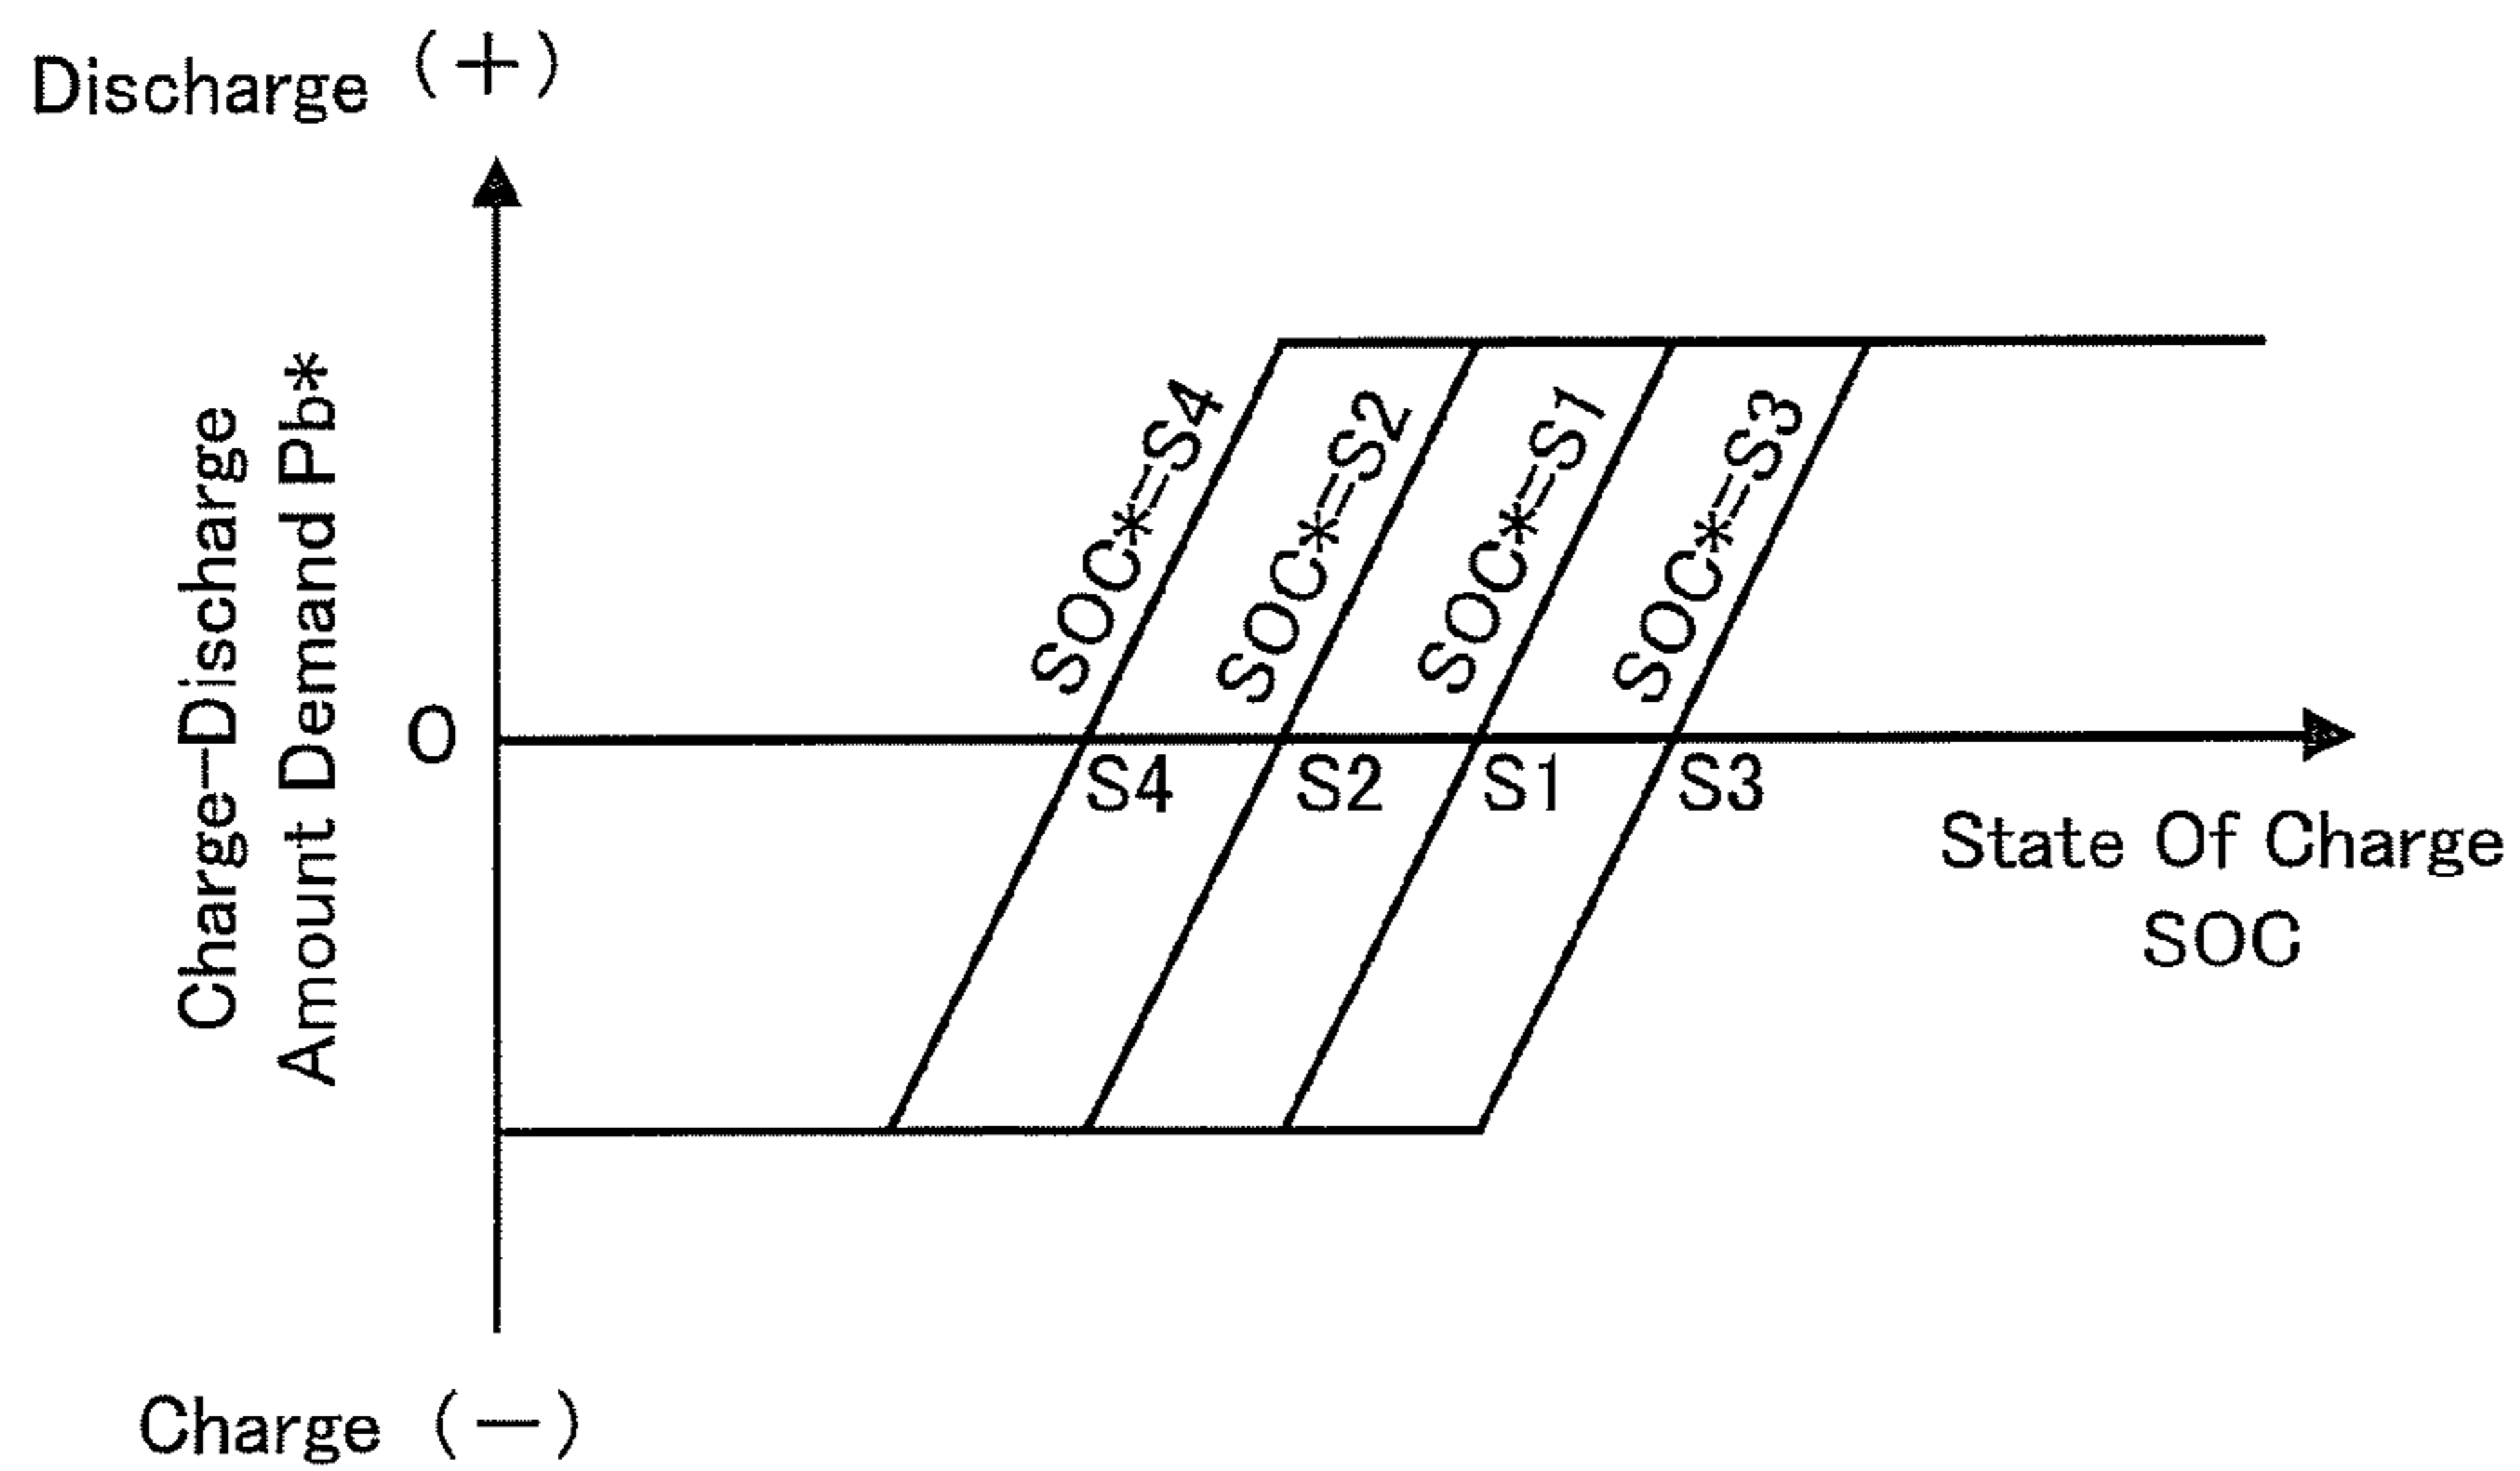 Discharge (+)
Charge-Discharge
Amount Demand Pb*
SOC*=S4
SOC*=S2
SOC*=S1
SOC*=S3
0
S4
S2
S1
S3
State Of Charge
SOC
Charge (-)